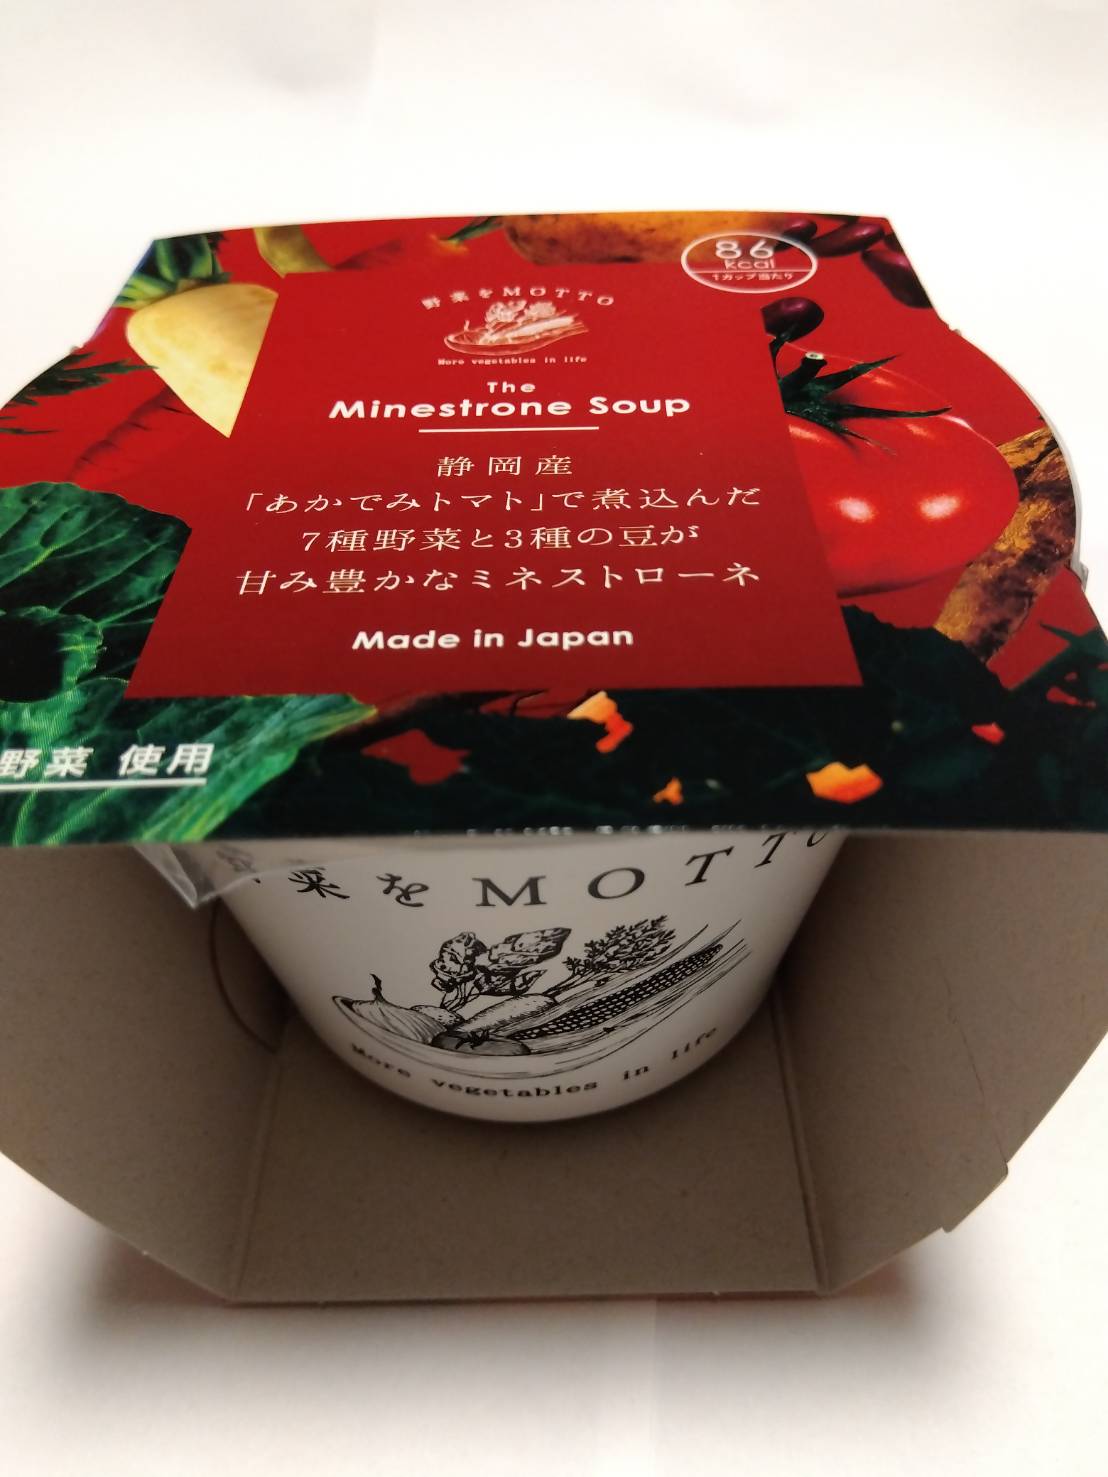 86
kcal
1カップ当たり
野菜をMOTTO
More vegetables in life
The
Minestrone Soup
静岡産
「あかでみトマト」で煮込んだ
7種野菜と3種の豆が
甘み豊かなミネストローネ
Made in Japan
野菜 使用
菜をMOTTO
More vegetables in life